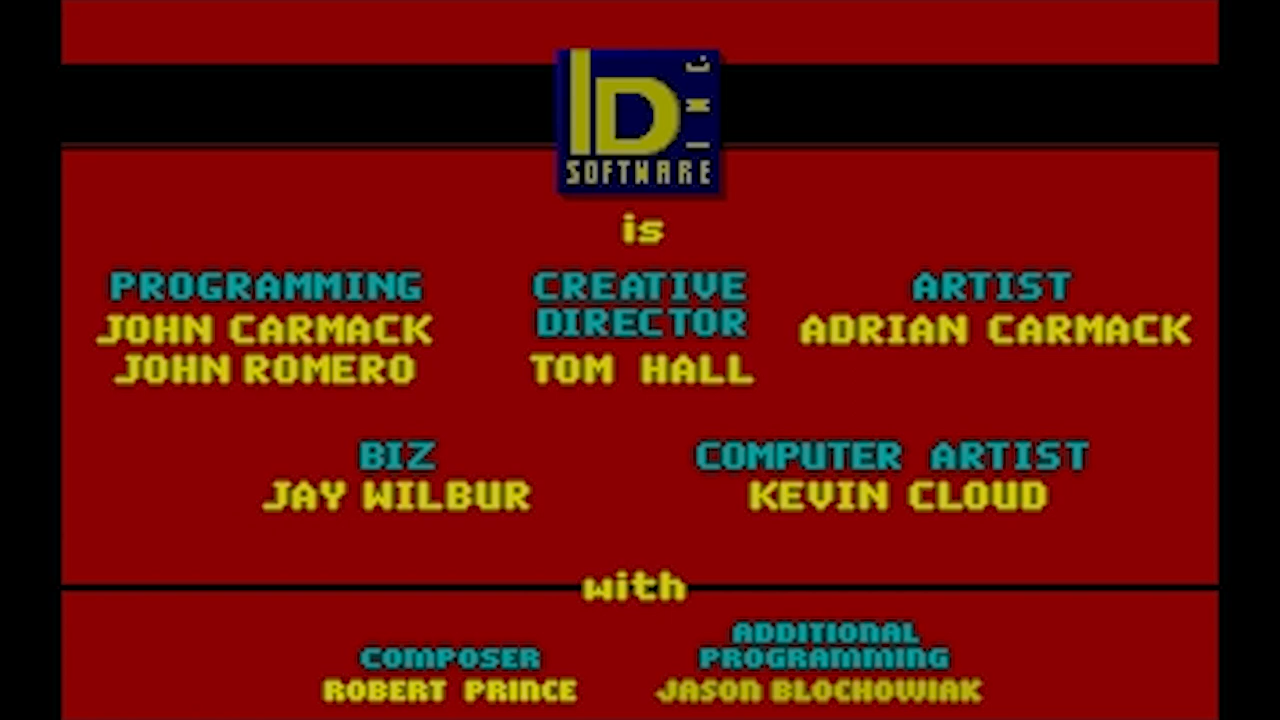 ID
INC
SOFTWARE
is
PROGRAMMING
JOHN CARMACK
JOHN ROMERO
CREATIVE
DIRECTOR
TOM HALL
ARTIST
ADRIAN CARMACK
BIZ
JAY WILBUR
COMPUTER ARTIST
KEVIN CLOUD
with
COMPOSER
ROBERT PRINCE
ADDITIONAL
PROGRAMMING
JASON BLOCHOWIAK